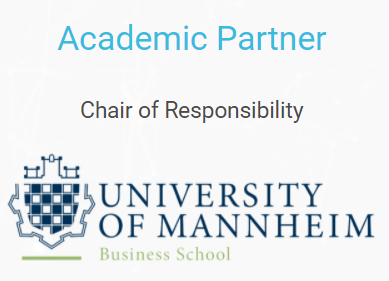 Academic Partner
Chair of Responsibility
UNIVERSITY
OF MANNHEIM
Business School